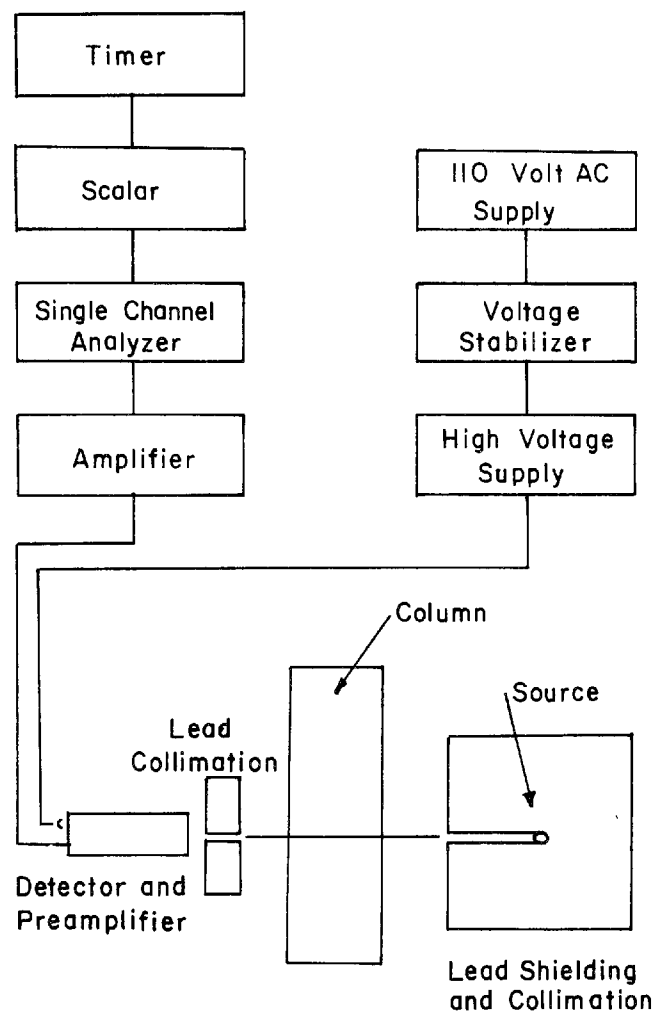 Timer
Scalar
Single Channel
Analyzer
Amplifier
110 Volt AC
Supply
Voltage
Stabilizer
High Voltage
Supply
Column
Source
Lead
Collimation
Detector and
Preamplifier
Lead Shielding
and Collimation